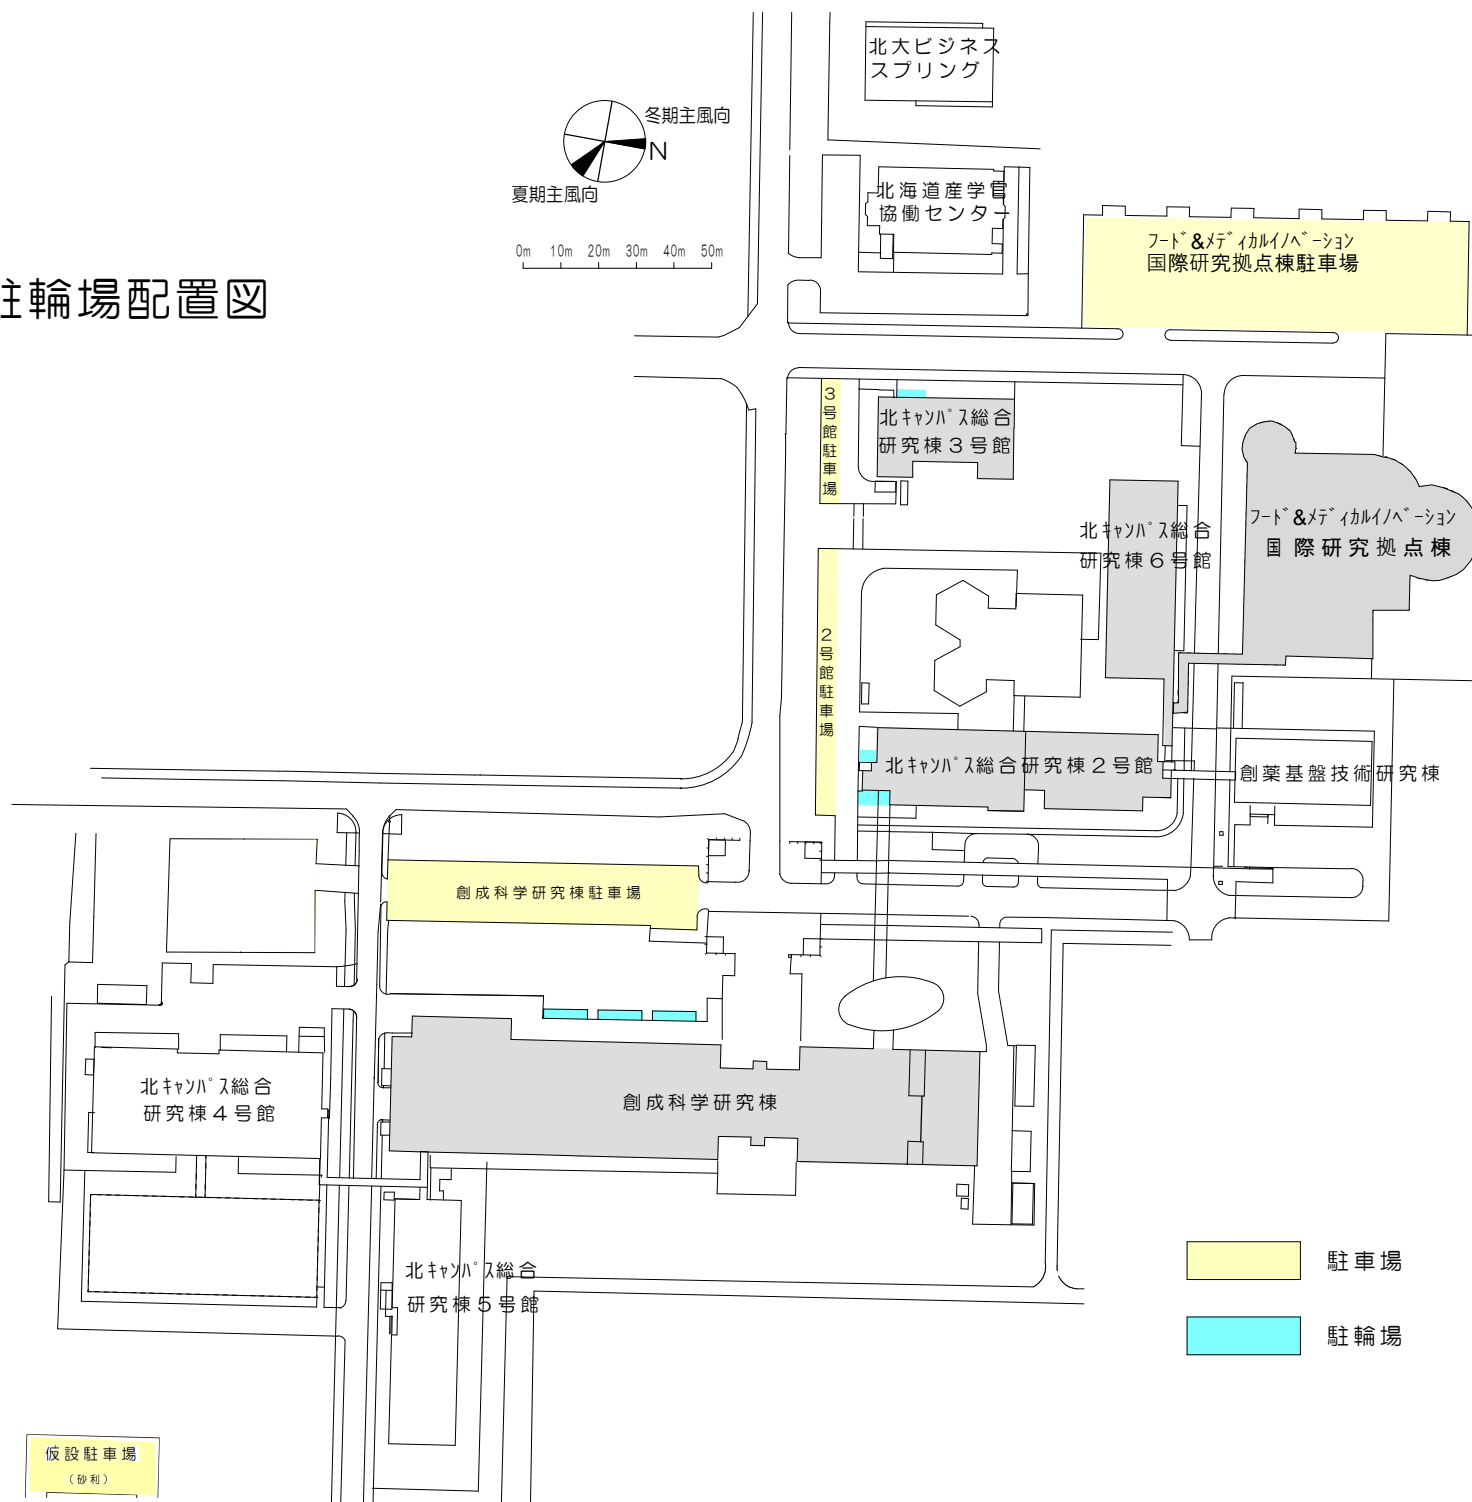 北大ビジネス
スプリング
冬期主風向
N
夏期主風向
北海道産学官
協働センター
0m 10m 20m 30m 40m 50m
フード&メディカルイノベーション
国際研究拠点棟駐車場
駐輪場配置図
3号館駐車場
北キャンパス総合
研究棟3号館
北キャンパス総合
研究棟6号館
フード&メディカルイノベーション
国際研究拠点棟
2号館駐車場
北キャンパス総合研究棟2号館
創薬基盤技術研究棟
創成科学研究棟駐車場
北キャンパス総合
研究棟4号館
創成科学研究棟
北キャンパス総合
研究棟5号館
駐車場
駐輪場
仮設駐車場
(砂利)